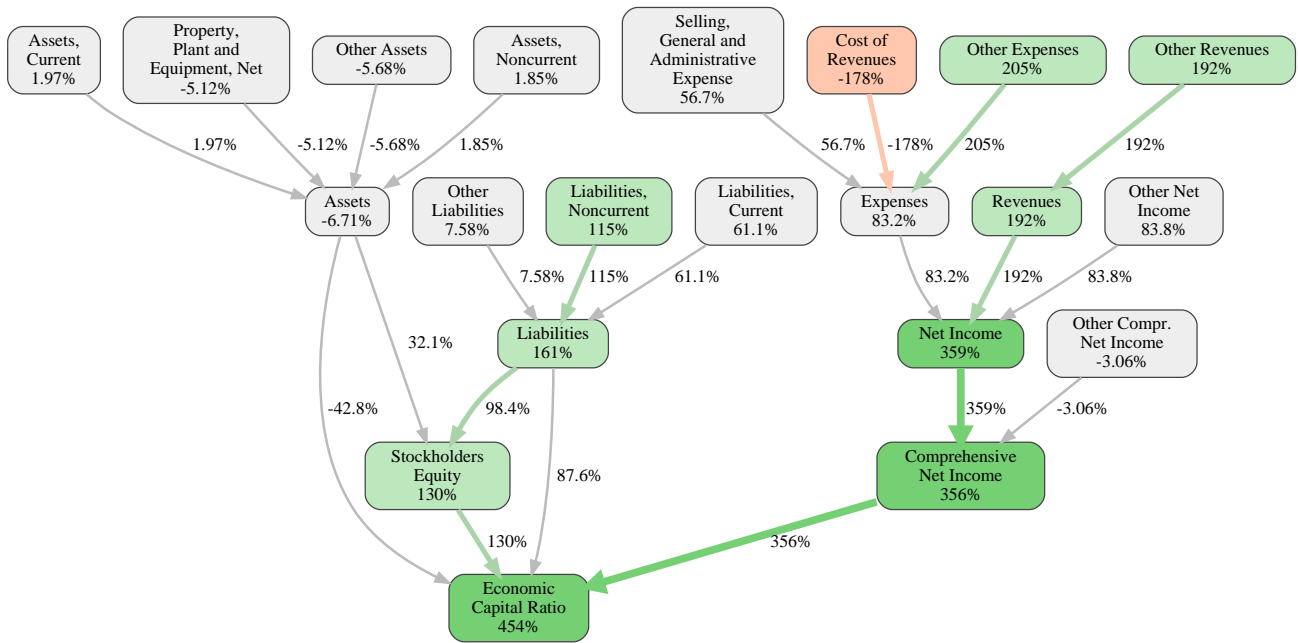 Assets,
Current
1.97%
Property,
Plant and
Equipment, Net
-5.12%
Other Assets
-5.68%
Assets,
Noncurrent
1.85%
Selling,
General and
Administrative
Expense
56.7%
Cost of
Revenues
-178%
Other Expenses
205%
Other Revenues
192%
1.97%
-5.12%
-5.68%
1.85%
56.7%
-178%
205%
192%
Assets
-6.71%
Other
Liabilities
7.58%
Liabilities,
Noncurrent
115%
Liabilities,
Current
61.1%
Expenses
83.2%
Revenues
192%
Other Net
Income
83.8%
7.58%
115%
61.1%
83.2%
192%
83.8%
Liabilities
161%
Net Income
359%
Other Compr.
Net Income
-3.06%
32.1%
-42.8%
98.4%
87.6%
359%
-3.06%
Stockholders
Equity
130%
Comprehensive
Net Income
356%
130%
356%
Economic
Capital Ratio
454%